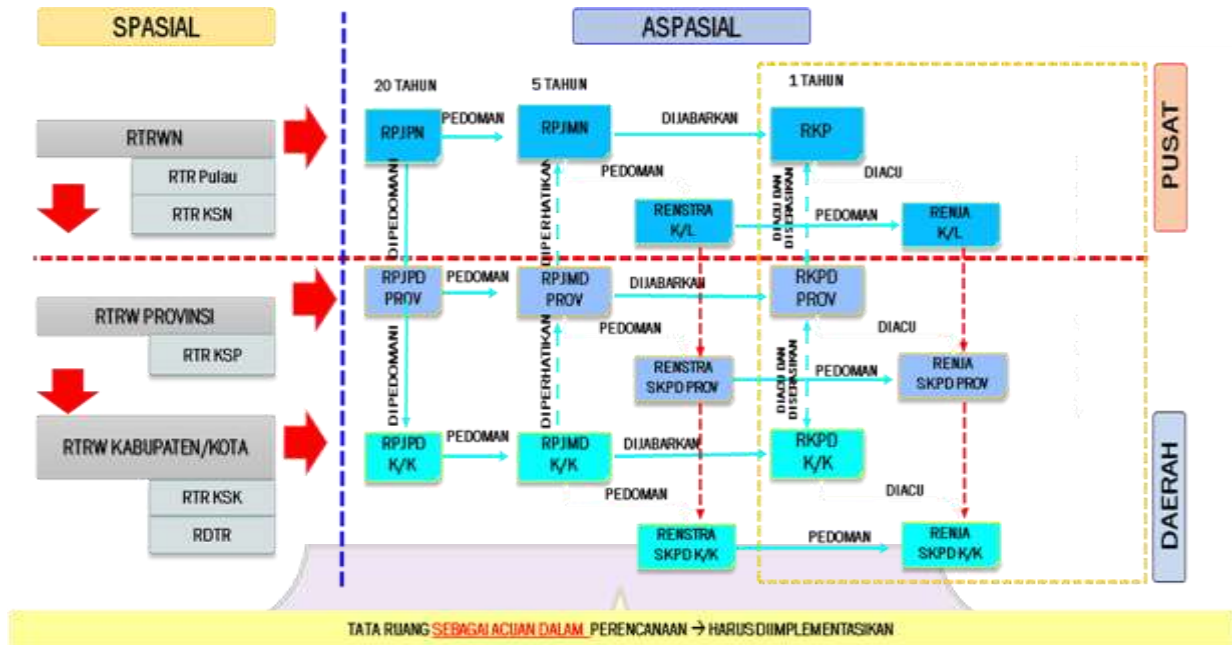 SPASIAL
ASPASIAL
RTRWN
RTR Pulau
RTR KSN
RTRW PROVINSI
RTR KSP
RTRW KABUPATEN/KOTA
RTR KSK
RDTR
20 TAHUN
5 TAHUN
1 TAHUN
RPJPN
PEDOMAN
RPJMN
DIJABARKAN
RKP
DIPEDOMANI
DIPERHATIKAN
PEDOMAN
DIACU DAN
DISERASIKAN
DIACU
RENSTRA
K/L
PEDOMAN
RENJA
K/L
RPJPD
PROV
PEDOMAN
RPJMD
PROV
DIJABARKAN
RKPD
PROV
DIPEDOMANI
DIPERHATIKAN
PEDOMAN
DIACU DAN
DISERASIKAN
DIACU
RENSTRA
SKPD PROV
PEDOMAN
RENJA
SKPD PROV
RPJPD
K/K
PEDOMAN
RPJMD
K/K
DIJABARKAN
RKPD
K/K
PEDOMAN
DIACU
RENSTRA
SKPD K/K
PEDOMAN
RENJA
SKPD K/K
PUSAT
DAERAH
TATA RUANG SEBAGAI ACUAN DALAM PERENCANAAN → HARUS DIIMPLEMENTASIKAN